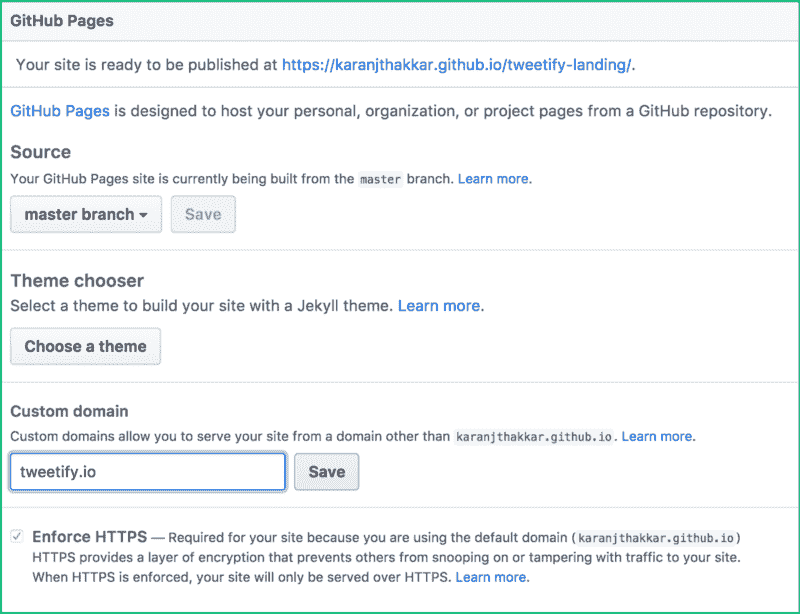 GitHub Pages
Your site is ready to be published at https://karanjthakkar.github.io/tweetify-landing/.
GitHub Pages is designed to host your personal, organization, or project pages from a GitHub repository.
Source
Your GitHub Pages site is currently being built from the master branch. Learn more.
master branch
Save
Theme chooser
Select a theme to build your site with a Jekyll theme. Learn more.
Choose a theme
Custom domain
Custom domains allow you to serve your site from a domain other than karanjthakkar.github.io. Learn more.
tweetify.io
Save
Enforce HTTPS — Required for your site because you are using the default domain (karanjthakkar.github.io)
HTTPS provides a layer of encryption that prevents others from snooping on or tampering with traffic to your site.
When HTTPS is enforced, your site will only be served over HTTPS. Learn more.